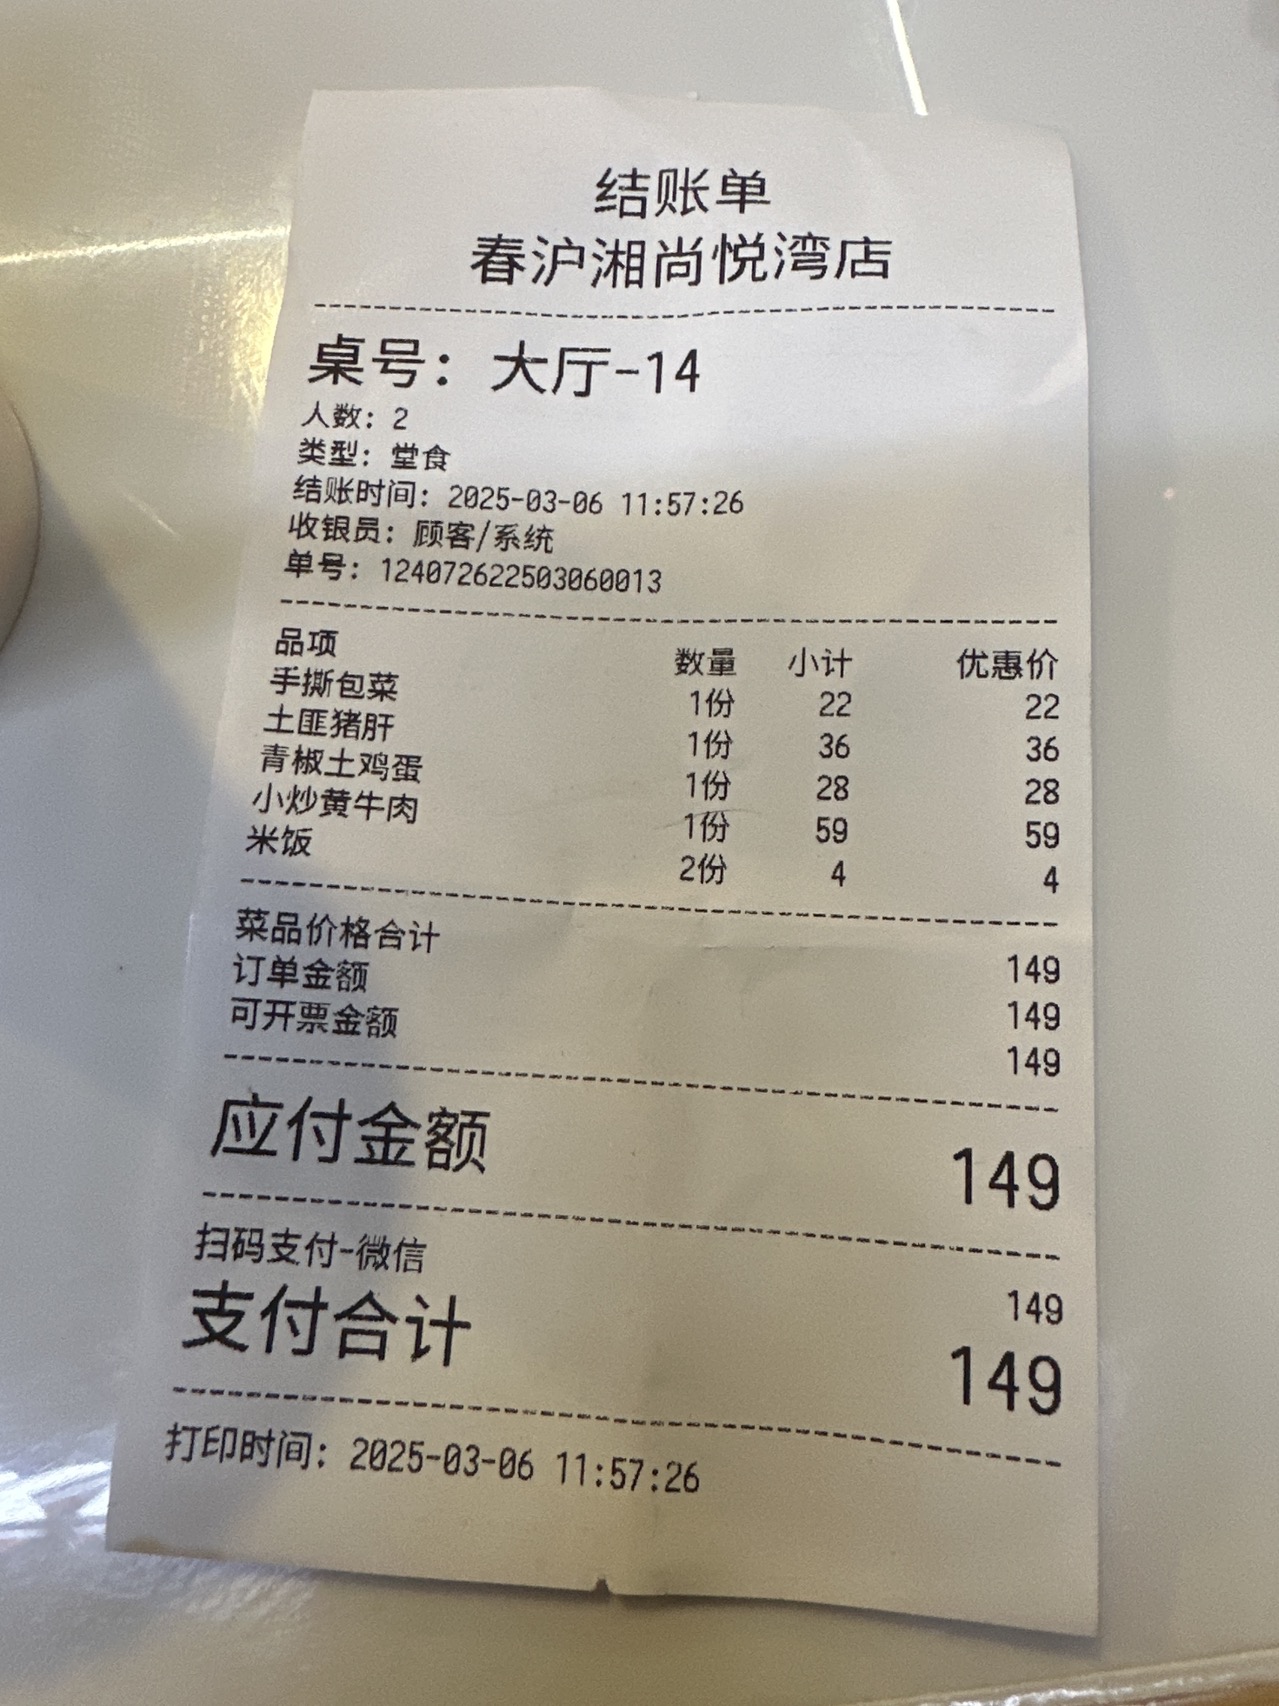 结账单
春沪湘尚悦湾店
桌号：大厅-14
人数：2
类型：堂食
结账时间：2025-03-06 11:57:26
收银员：顾客/系统
单号：124072622503060013
品项 数量 小计 优惠价
手撕包菜 1份 22 22
土匪猪肝 1份 36 36
青椒土鸡蛋 1份 28 28
小炒黄牛肉 1份 59 59
米饭 2份 4 4
菜品价格合计 149
订单金额 149
可开票金额 149
应付金额 149
扫码支付-微信 149
支付合计 149
打印时间：2025-03-06 11:57:26